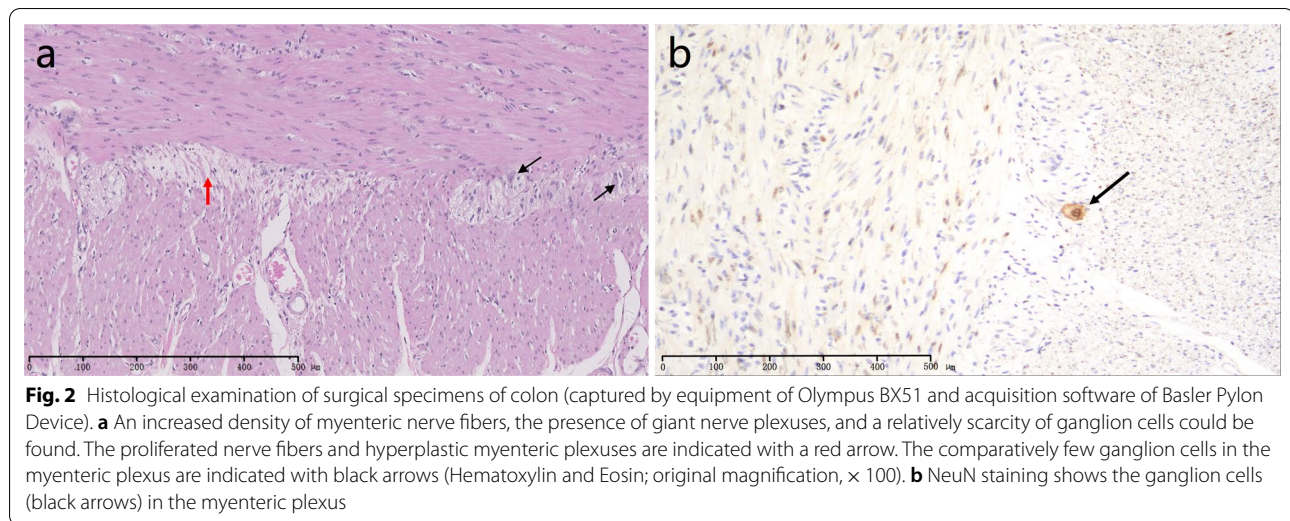 a
b
0 100 200 300 400 500 μm
0 100 200 300 400 500 μm
Fig. 2 Histological examination of surgical specimens of colon (captured by equipment of Olympus BX51 and acquisition software of Basler Pylon
Device). a An increased density of myenteric nerve fibers, the presence of giant nerve plexuses, and a relatively scarcity of ganglion cells could be
found. The proliferated nerve fibers and hyperplastic myenteric plexuses are indicated with a red arrow. The comparatively few ganglion cells in the
myenteric plexus are indicated with black arrows (Hematoxylin and Eosin; original magnification, × 100). b NeuN staining shows the ganglion cells
(black arrows) in the myenteric plexus